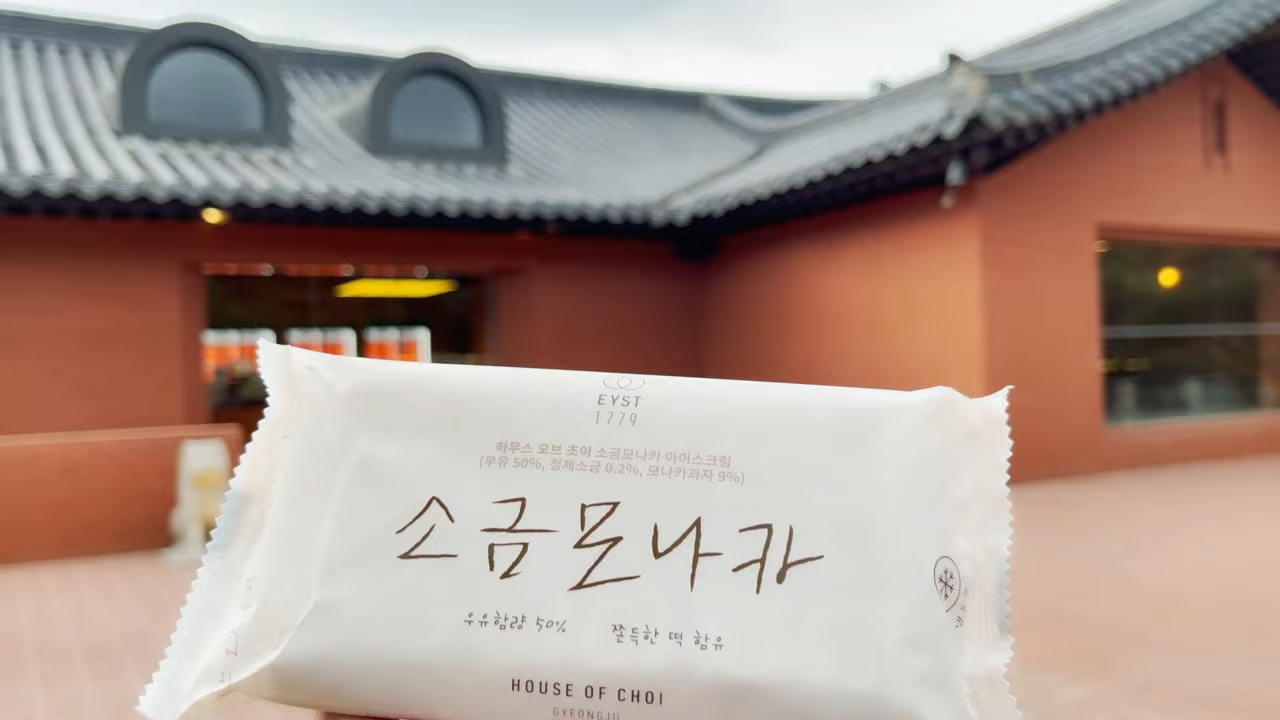 EYST
1779
하우스 오브 초이 소금모나카 아이스크림
(우유 50%, 정제소금 0.2%, 모나카과자 9%)
소금모나카
우유함량 50% 쫀득한 떡 함유
HOUSE OF CHOI
GYEONGJU